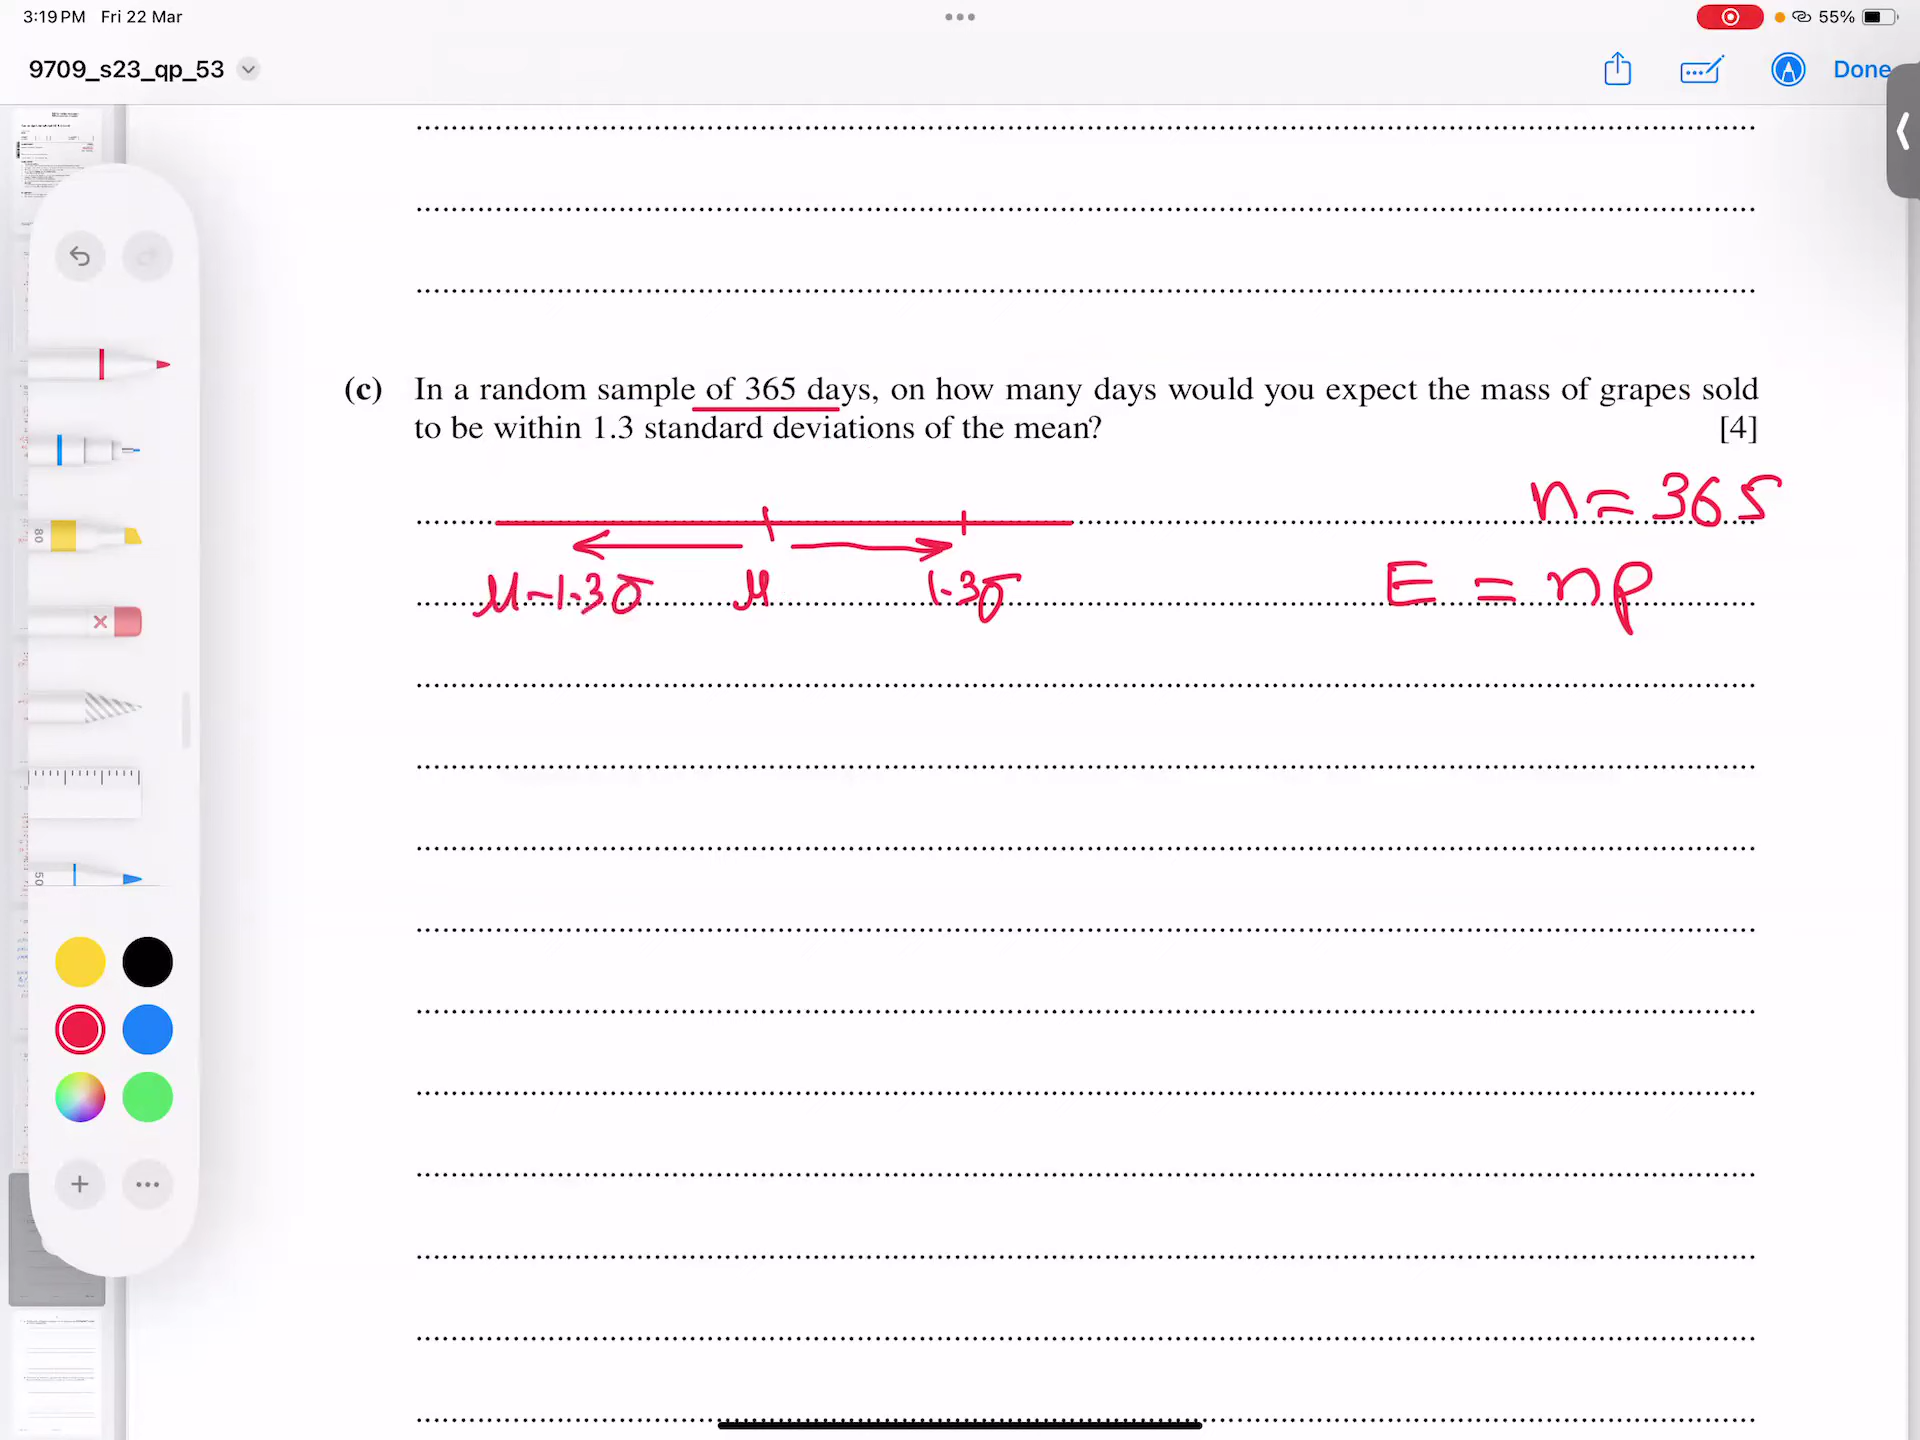 3:19 PM Fri 22 Mar
55%
9709_s23_qp_53
Done
(c) In a random sample of 365 days, on how many days would you expect the mass of grapes sold
to be within 1.3 standard deviations of the mean? [4]
n = 365
μ-1.3σ μ 1.3σ
E = np
80
50